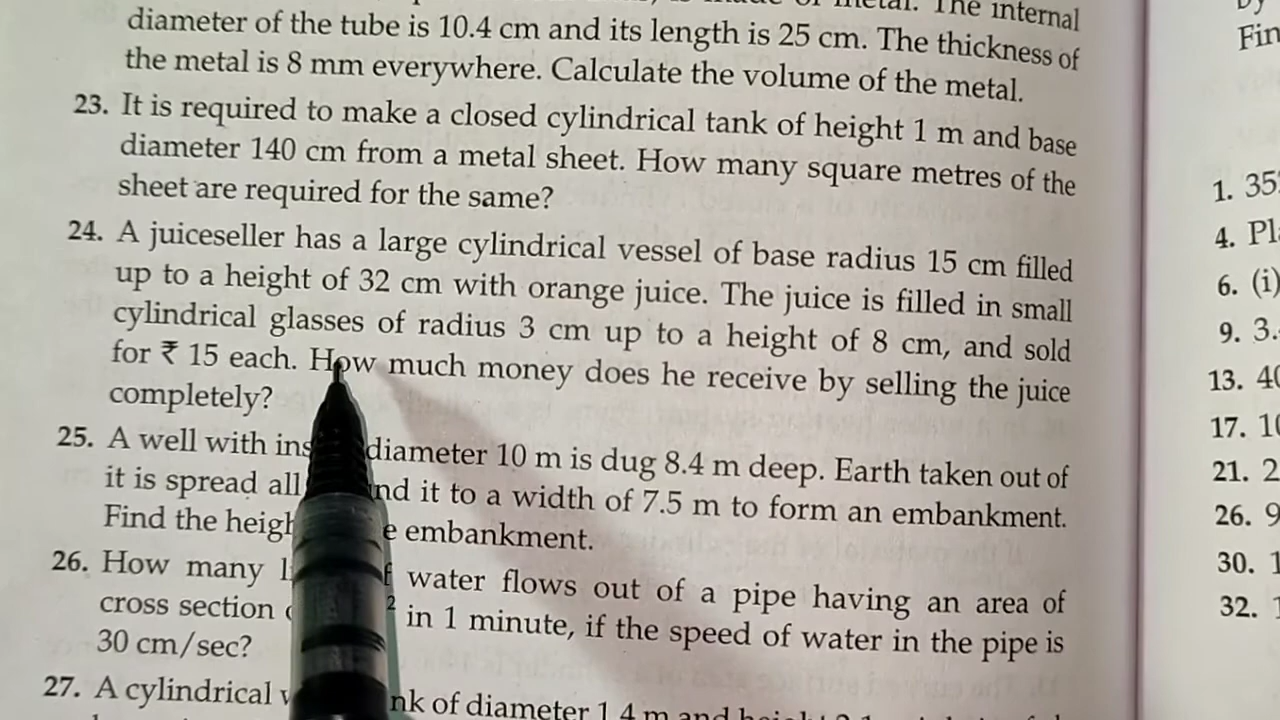 metal. The internal
diameter of the tube is 10.4 cm and its length is 25 cm. The thickness of
the metal is 8 mm everywhere. Calculate the volume of the metal.
23. It is required to make a closed cylindrical tank of height 1 m and base
diameter 140 cm from a metal sheet. How many square metres of the
sheet are required for the same?
24. A juiceseller has a large cylindrical vessel of base radius 15 cm filled
up to a height of 32 cm with orange juice. The juice is filled in small
cylindrical glasses of radius 3 cm up to a height of 8 cm, and sold
for ₹ 15 each. How much money does he receive by selling the juice
completely?
25. A well with ins diameter 10 m is dug 8.4 m deep. Earth taken out of
it is spread all nd it to a width of 7.5 m to form an embankment.
Find the heigh e embankment.
26. How many l f water flows out of a pipe having an area of
cross section 2 in 1 minute, if the speed of water in the pipe is
30 cm/sec?
27. A cylindrical nk of diameter 1.4 m and
Fin
1. 35
4. Pl
6. (i)
9. 3.
13. 40
17. 10
21. 2
26. 9
30. 1
32.